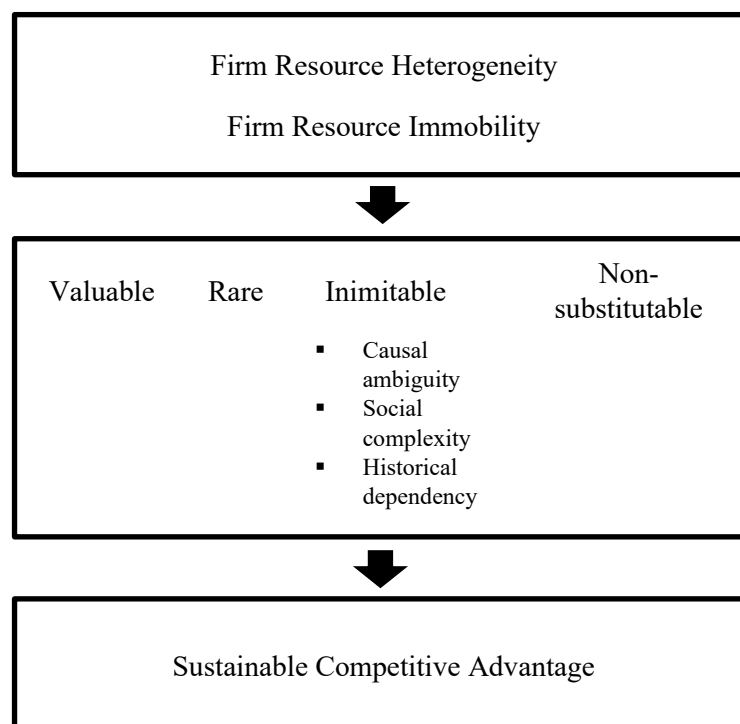 Firm Resource Heterogeneity
Firm Resource Immobility
Valuable
Rare
Inimitable
▪ Causal
ambiguity
▪ Social
complexity
▪ Historical
dependency
Non-
substitutable
Sustainable Competitive Advantage